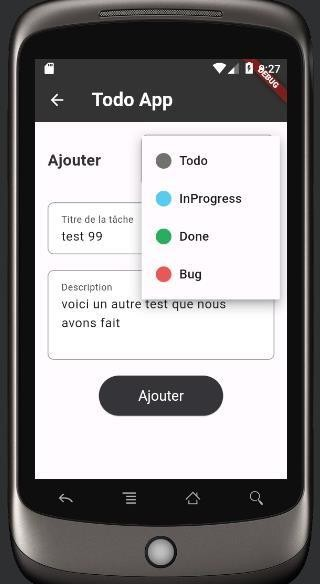 8:27
DEBUG
Todo App
Ajouter
Todo
InProgress
Done
Bug
Titre de la tâche
test 99
Description
voici un autre test que nous
avons fait
Ajouter